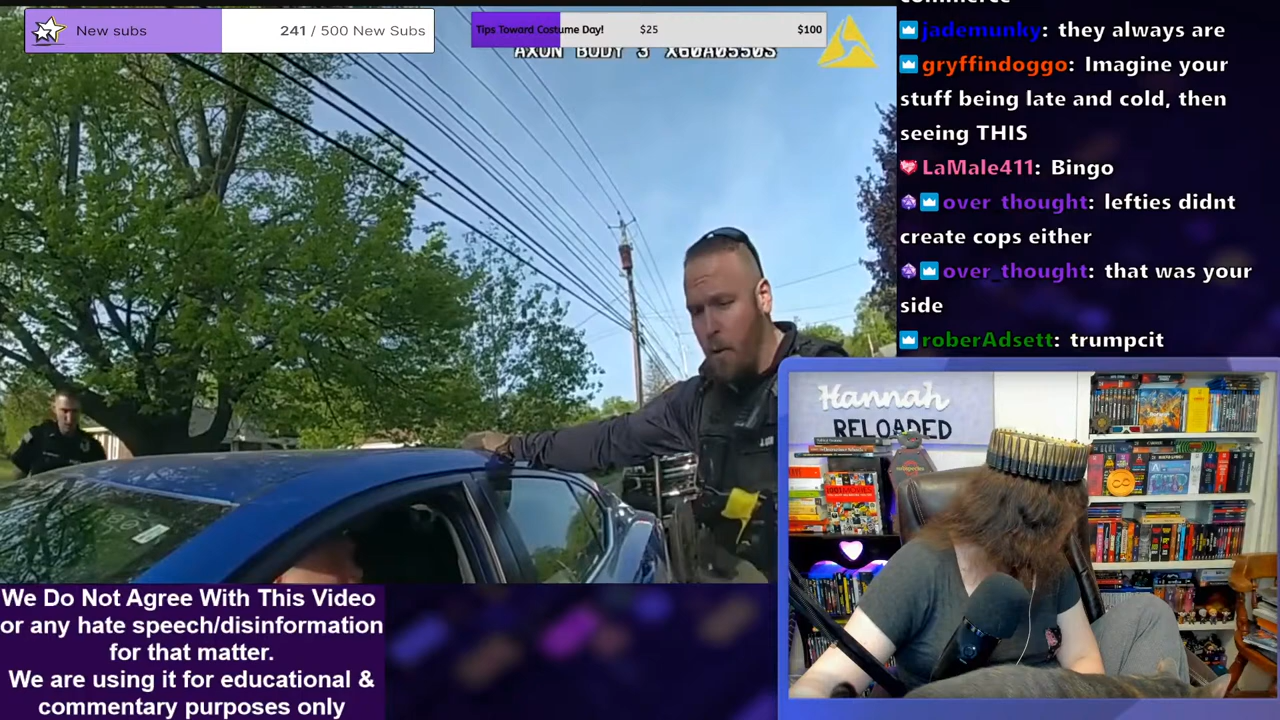 New subs
241 / 500 New Subs
Tips Toward Costume Day!
$25
$100
AXON BODY 3 X60A0550S
commerce
jademunky: they always are
gryffindoggo: Imagine your
stuff being late and cold, then
seeing THIS
LaMale411: Bingo
over_thought: lefties didnt
create cops either
over_thought: that was your
side
roberAdsett: trumpcit
Hannah
RELOADED
We Do Not Agree With This Video
or any hate speech/disinformation
for that matter.
We are using it for educational &
commentary purposes only